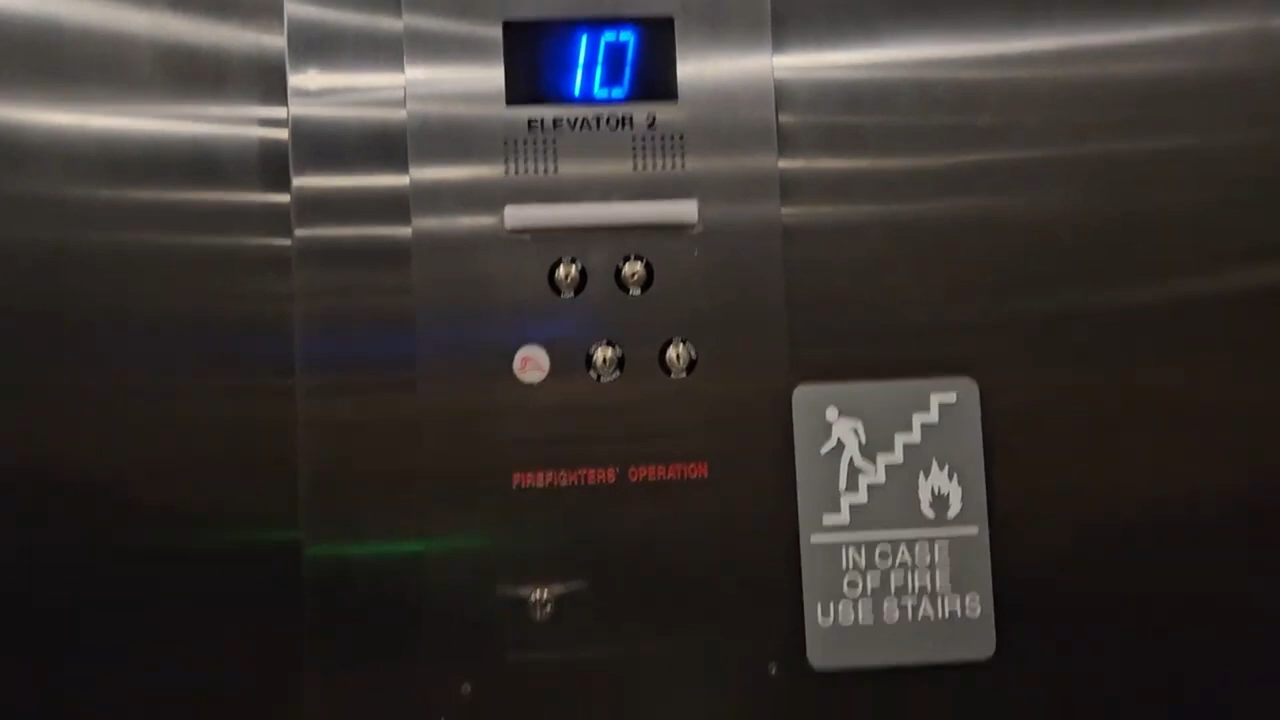 10
ELEVATOR 2
FIREFIGHTERS' OPERATION
IN CASE
OF FIRE
USE STAIRS